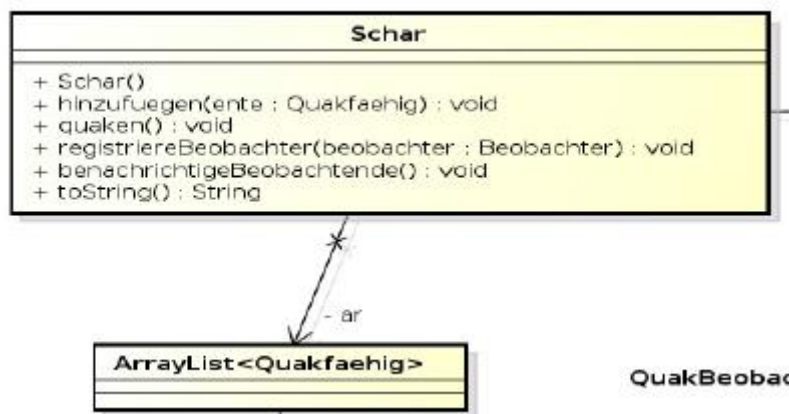 Schar
+ Schar()
+ hinzufuegen(ente : Quakfaehig) : void
+ quaken() : void
+ registriereBeobachter(beobachter : Beobachter) : void
+ benachrichtigeBeobachtende() : void
+ toString() : String
- ar
ArrayList<Quakfaehig>